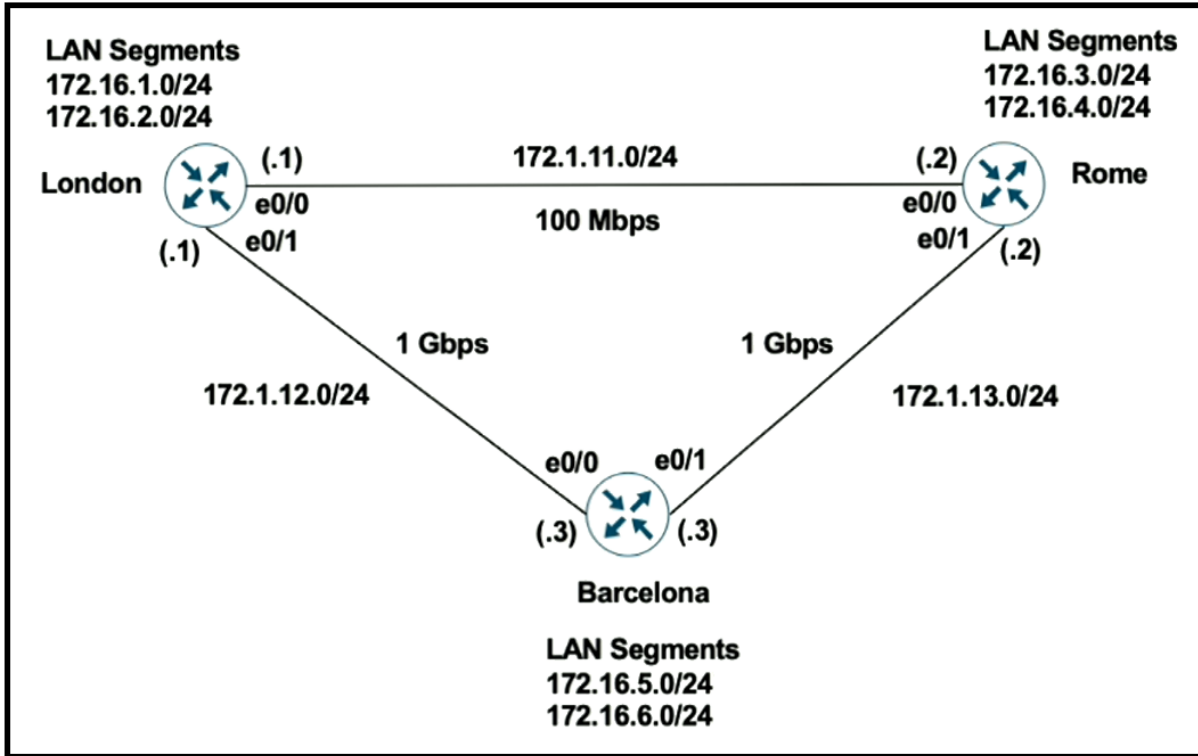 LAN Segments
172.16.1.0/24
172.16.2.0/24
LAN Segments
172.16.3.0/24
172.16.4.0/24
London
(.1)
e0/0
172.1.11.0/24
100 Mbps
(.2)
e0/0
Rome
(.1)
e0/1
e0/1
(.2)
1 Gbps
1 Gbps
172.1.12.0/24
172.1.13.0/24
e0/0
e0/1
(.3)
(.3)
Barcelona
LAN Segments
172.16.5.0/24
172.16.6.0/24